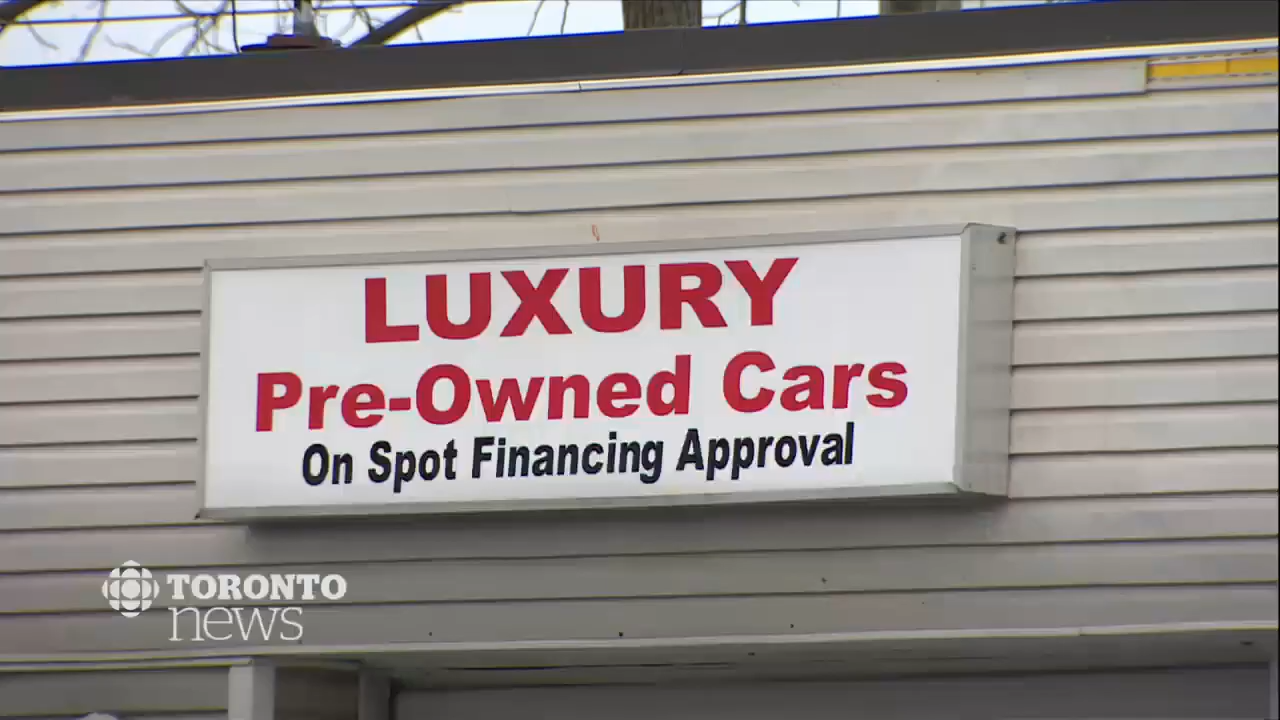 LUXURY
Pre-Owned Cars
On Spot Financing Approval
TORONTO
news